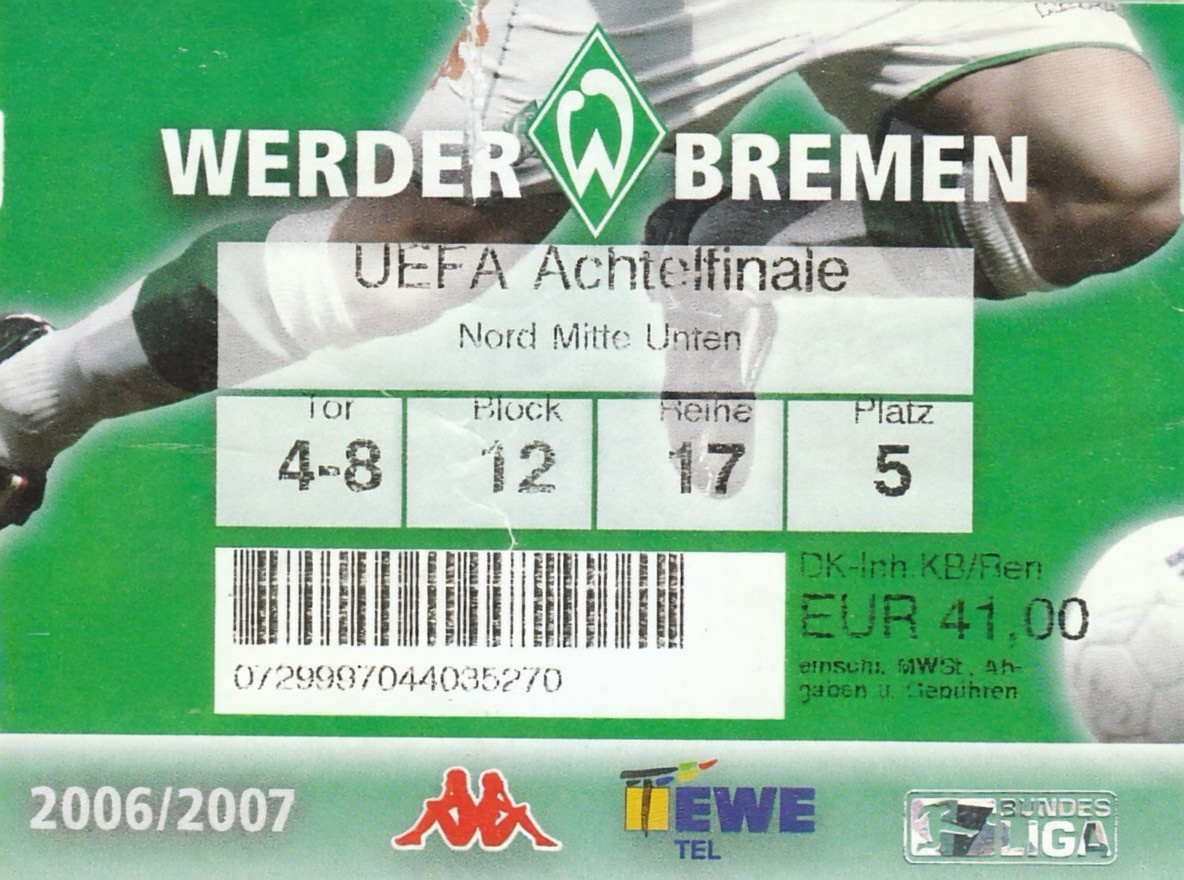 WERDER BREMEN
UEFA Achtelfinale
Nord Mitte Unten
Tor Block Reihe Platz
4-8 12 17 5
DK-Inh.KB/Ren
EUR 41,00
einschl. MWSt. Ab-
gaben u. Gebühren
0729987044035270
2006/2007
EWE
TEL
BUNDES
LIGA